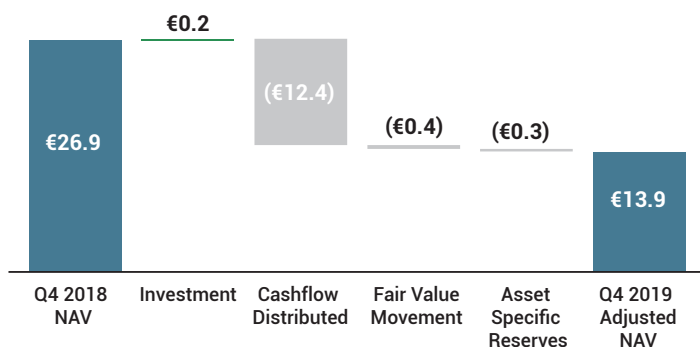 €0.2
(€12.4)
€26.9
(€0.4)
(€0.3)
€13.9
Q4 2018
NAV
Investment
Cashflow
Distributed
Fair Value
Movement
Asset
Specific
Reserves
Q4 2019
Adjusted
NAV